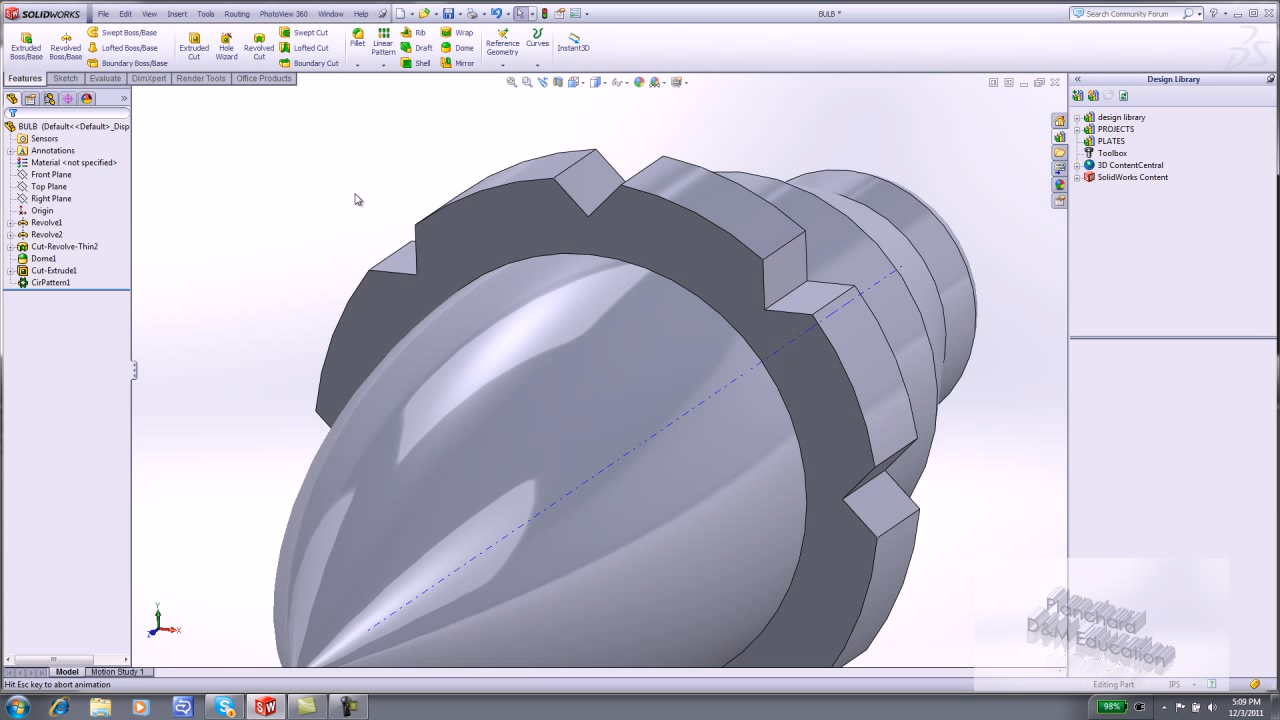 SOLIDWORKS File Edit View Insert Tools Routing PhotoView 360 Window Help BULB * Search Community Forum
Extruded Boss/Base
Revolved Boss/Base
Swept Boss/Base
Lofted Boss/Base
Boundary Boss/Base
Extruded Cut
Hole Wizard
Revolved Cut
Swept Cut
Lofted Cut
Boundary Cut
Fillet
Linear Pattern
Rib
Draft
Shell
Wrap
Dome
Mirror
Reference Geometry
Curves
Instant3D
Features Sketch Evaluate DimXpert Render Tools Office Products
BULB (Default<<Default>_Disp
Sensors
Annotations
Material <not specified>
Front Plane
Top Plane
Right Plane
Origin
Revolve1
Revolve2
Cut-Revolve-Thin2
Dome1
Cut-Extrude1
CirPattern1
Design Library
design library
PROJECTS
PLATES
Toolbox
3D ContentCentral
SolidWorks Content
Y
X
Z
Planchard
D&M Education
Model Motion Study 1
Hit Esc key to abort animation
Editing Part IPS
98%
5:09 PM
12/3/2011